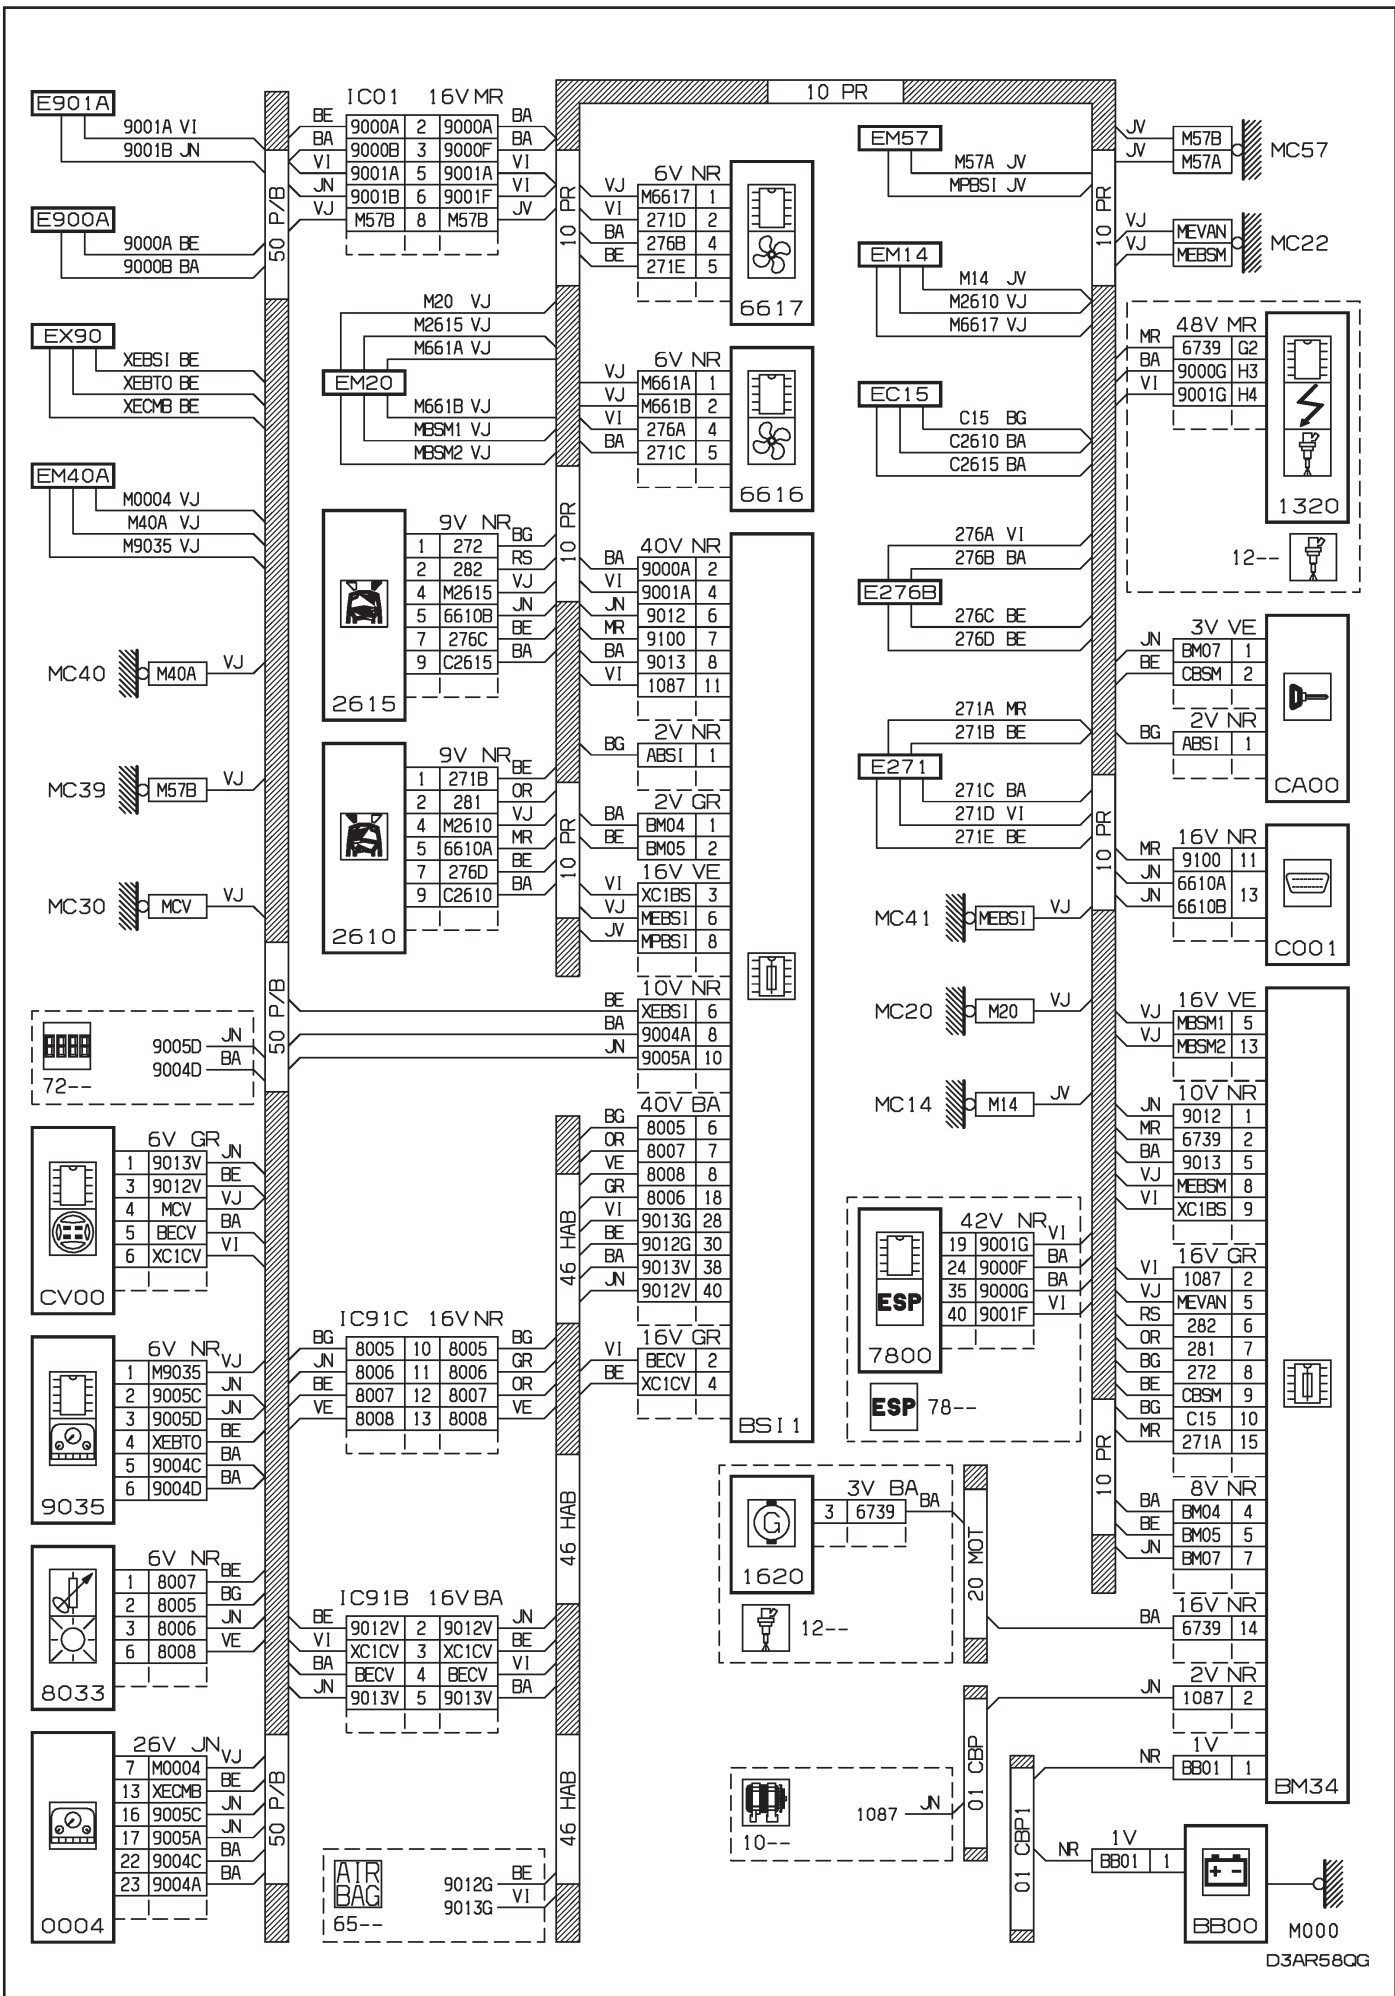 10 PR
E901A
9001A VI
9001B JN
E900A
9000A BE
9000B BA
EX90
XEBSI BE
XEBTO BE
XECMB BE
EM40A
M0004 VJ
M40A VJ
M9035 VJ
MC40 M40A VJ
MC39 M57B VJ
MC30 MCV VJ
72--
9005D JN
9004D BA
CV00
6V GR
1 9013V JN
3 9012V BE
4 MCV VJ
5 BECV BA
6 XC1CV VI
9035
6V NR
1 M9035 VJ
2 9005C JN
3 9005D JN
4 XEBTO BE
5 9004C BA
6 9004D BA
8033
6V NR
1 8007 BE
2 8005 BG
3 8006 JN
6 8008 VE
0004
26V JN
7 M0004 VJ
13 XECMB BE
16 9005C JN
17 9005A JN
22 9004C BA
23 9004A BA
50 P/B
50 P/B
50 P/B
IC01 16V MR
BE 9000A 2 9000A BA
BA 9000B 3 9000F BA
VI 9001A 5 9001A VI
JN 9001B 6 9001F VI
VJ M57B 8 M57B JV
M20 VJ
M2615 VJ
M661A VJ
EM20
M661B VJ
MBSM1 VJ
MBSM2 VJ
2615
9V NR
1 272 BG
2 282 RS
4 M2615 VJ
5 6610B JN
7 276C BE
9 C2615 BA
2610
9V NR
1 271B BE
2 281 OR
4 M2610 VJ
5 6610A MR
7 276D BE
9 C2610 BA
IC91C 16V NR
BG 8005 10 8005 BG
JN 8006 11 8006 GR
BE 8007 12 8007 OR
VE 8008 13 8008 VE
IC91B 16V BA
BE 9012V 2 9012V JN
VI XC1CV 3 XC1CV BE
BA BECV 4 BECV VI
JN 9013V 5 9013V BA
AIR
BAG
65--
9012G BE
9013G VI
10 PR
10 PR
10 PR
46 HAB
46 HAB
46 HAB
6V NR
VJ M6617 1
VI 271D 2
BA 276B 4
BE 271E 5
6617
6V NR
VJ M661A 1
VJ M661B 2
VI 276A 4
BA 271C 5
6616
40V NR
BA 9000A 2
VI 9001A 4
JN 9012 6
MR 9100 7
BA 9013 8
VI 1087 11
2V NR
BG ABSI 1
2V GR
BA BM04 1
BE BM05 2
16V VE
VI XC1BS 3
VJ MEBSI 6
JV MPBSI 8
10V NR
BE XEBSI 6
BA 9004A 8
JN 9005A 10
40V BA
BG 8005 6
OR 8007 7
VE 8008 8
GR 8006 18
VI 9013G 28
BE 9012G 30
BA 9013V 38
JN 9012V 40
16V GR
VI BECV 2
BE XC1CV 4
BSI1
1620
3V BA
3 6739 BA
12--
20 MOT
10--
1087 JN
01 CBP
01 CBP1
EM57
M57A JV
MPBSI JV
EM14
M14 JV
M2610 VJ
M6617 VJ
EC15
C15 BG
C2610 BA
C2615 BA
276A VI
276B BA
E276B
276C BE
276D BE
271A MR
271B BE
E271
271C BA
271D VI
271E BE
MC41 MEBSI VJ
MC20 M20 VJ
MC14 M14 JV
7800
ESP
42V NR
19 9001G VI
24 9000F BA
35 9000G BA
40 9001F VI
ESP 78--
10 PR
10 PR
10 PR
JV M57B
JV M57A
MC57
VJ MEVAN
VJ MEBSM
MC22
48V MR
MR 6739 G2
BA 9000G H3
VI 9001G H4
1320
12--
3V VE
JN BM07 1
BE CBSM 2
2V NR
BG ABSI 1
CA00
16V NR
MR 9100 11
JN 6610A
JN 6610B 13
C001
16V VE
VJ MBSM1 5
VJ MBSM2 13
10V NR
JN 9012 1
MR 6739 2
BA 9013 5
VJ MEBSM 8
VI XC1BS 9
16V GR
VI 1087 2
VJ MEVAN 5
RS 282 6
OR 281 7
BG 272 8
BE CBSM 9
BG C15 10
MR 271A 15
8V NR
BA BM04 4
BE BM05 5
JN BM07 7
16V NR
BA 6739 14
2V NR
JN 1087 2
1V
NR BB01 1
BM34
1V
NR BB01 1
BB00
M000
D3AR58QG
G
+ -